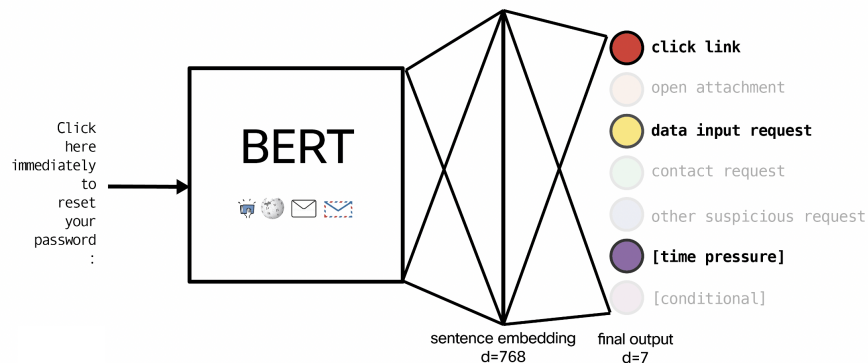 Click
here
immediately
to
reset
your
password
:
BERT
click link
open attachment
data input request
contact request
other suspicious request
[time pressure]
[conditional]
sentence embedding
d=768
final output
d=7